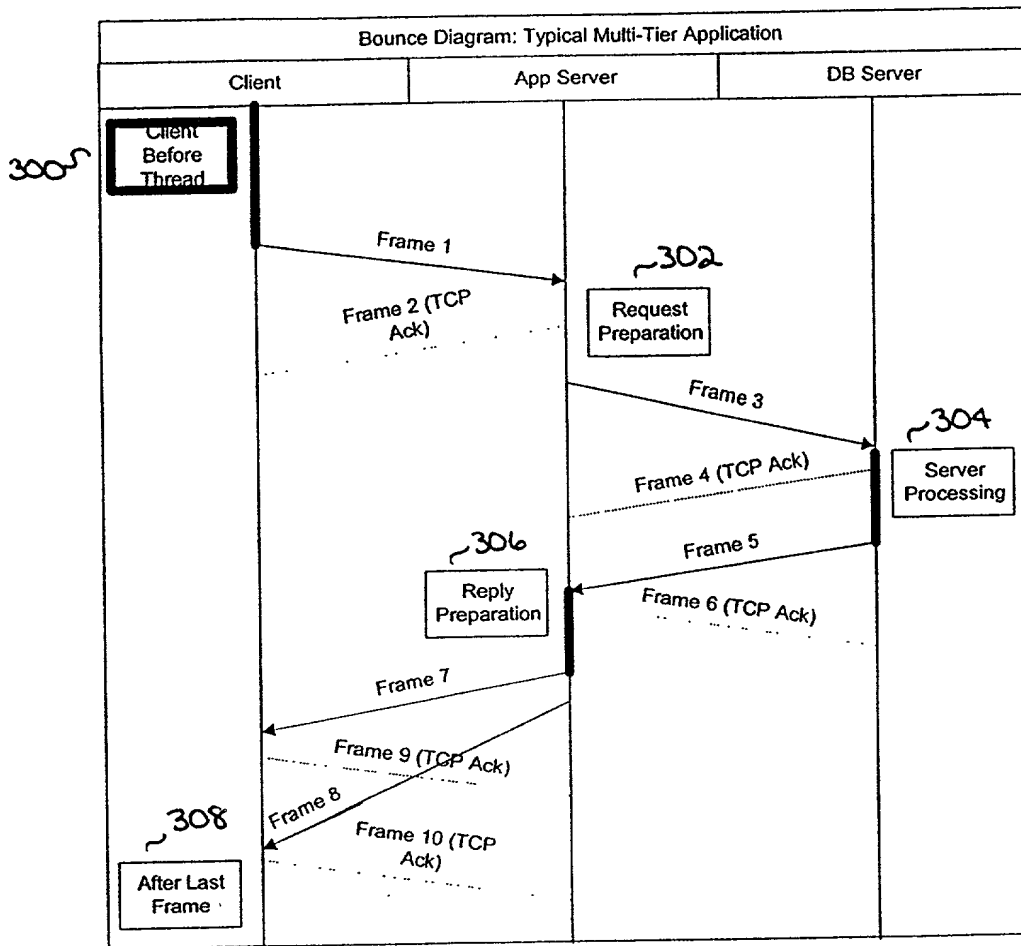 Bounce Diagram: Typical Multi-Tier Application
Client
App Server
DB Server
300
Client
Before
Thread
Frame 1
302
Frame 2 (TCP
Ack)
Request
Preparation
Frame 3
304
Frame 4 (TCP Ack)
Server
Processing
306
Frame 5
Reply
Preparation
Frame 6 (TCP Ack)
Frame 7
Frame 9 (TCP Ack)
Frame 8
308
Frame 10 (TCP
Ack)
After Last
Frame